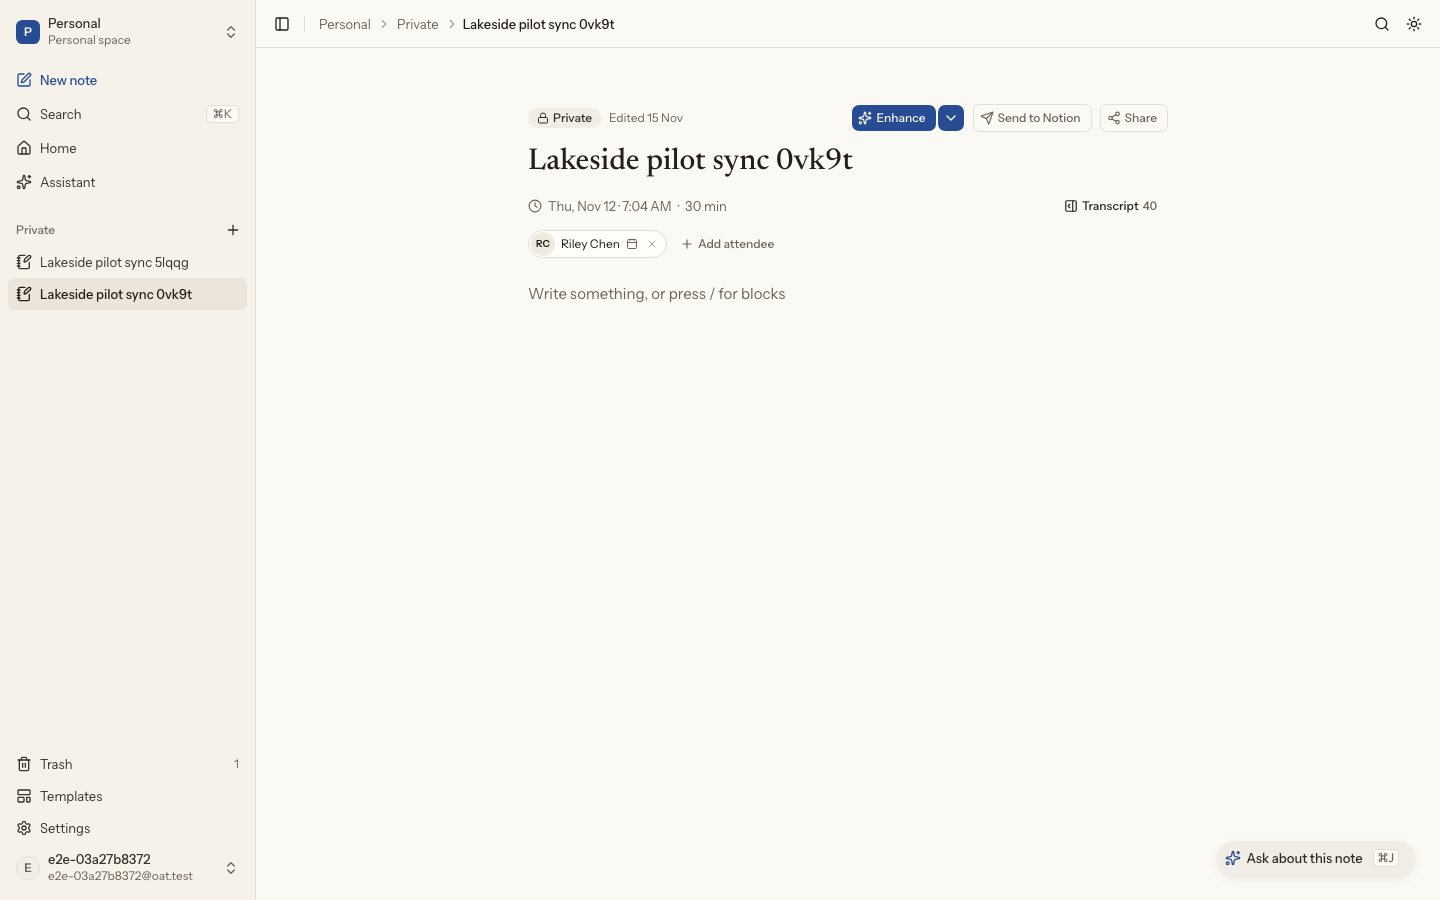 P
Personal
Personal space
New note
Search ⌘K
Home
Assistant
Private
Lakeside pilot sync 5lqqg
Lakeside pilot sync 0vk9t
Trash 1
Templates
Settings
E
e2e-03a27b8372
e2e-03a27b8372@oat.test
Personal > Private > Lakeside pilot sync 0vk9t
Private Edited 15 Nov
Enhance
Send to Notion
Share
Lakeside pilot sync 0vk9t
Thu, Nov 12 · 7:04 AM · 30 min
Transcript 40
RC Riley Chen
Add attendee
Write something, or press / for blocks
Ask about this note ⌘J